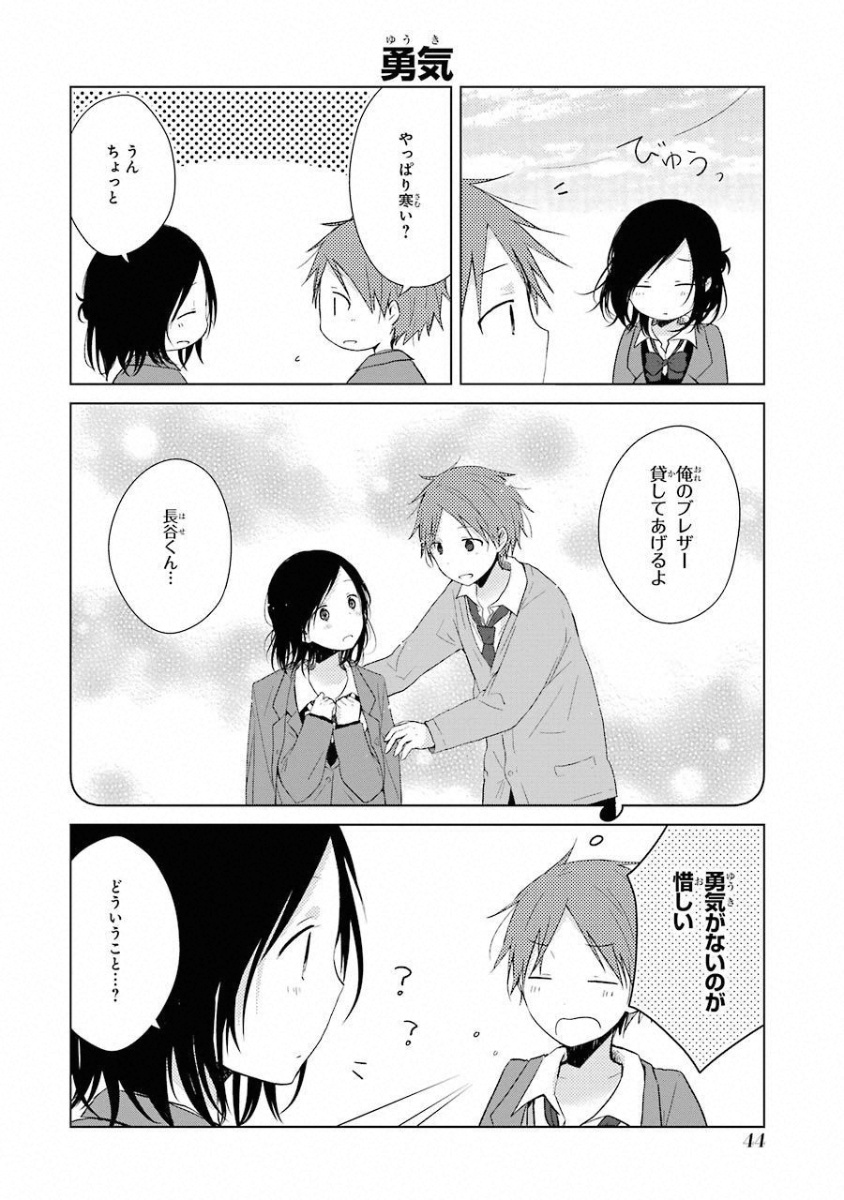 勇気
びゅうっ
やっぱり寒い?
うん
ちょっと
俺のブレザー
貸してあげるよ
長谷くん…
勇気がないのが
惜しい
?
?
どういうこと…?
44